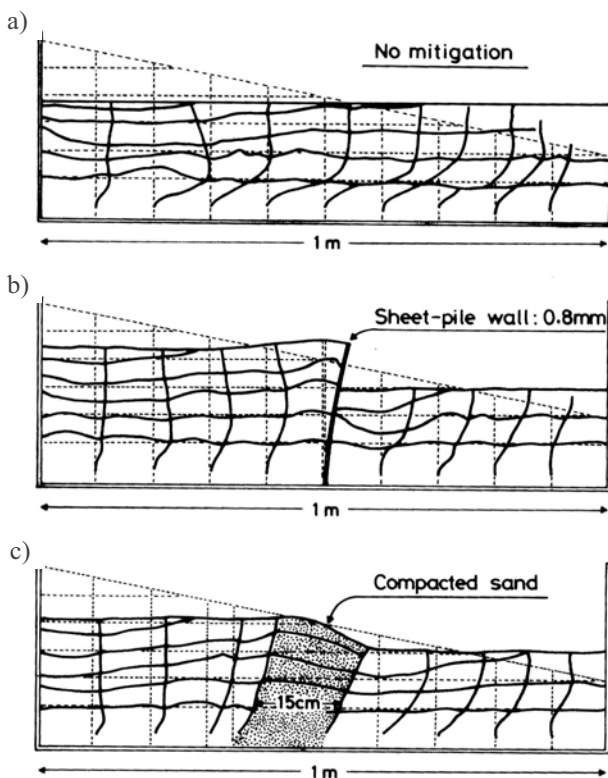 a)
No mitigation
1 m
b)
Sheet-pile wall: 0.8mm
1 m
c)
Compacted sand
15cm
1 m